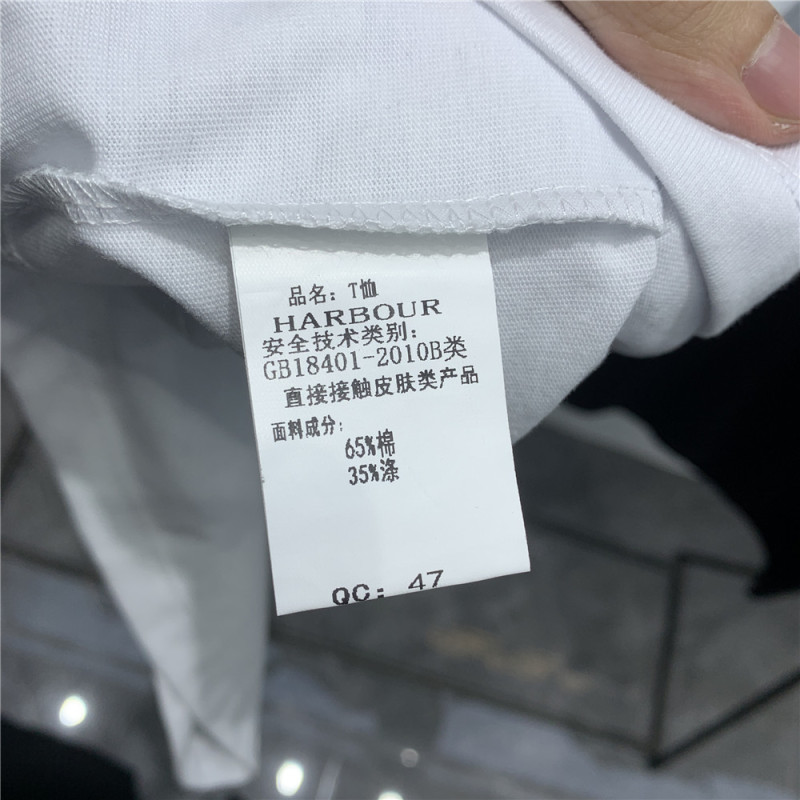 品名：T恤
HARBOUR
安全技术类别：
GB18401-2010B类
直接接触皮肤类产品
面料成分：
65%棉
35%涤
QC: 47